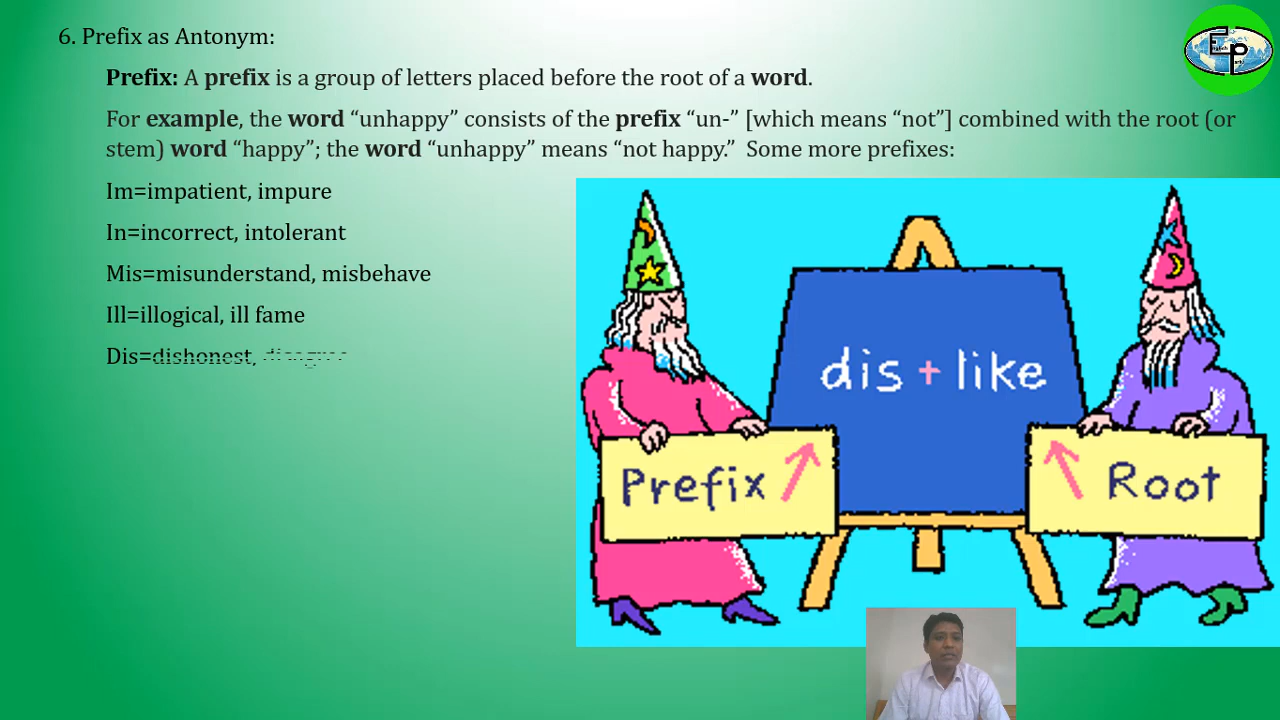 6. Prefix as Antonym:
Prefix: A prefix is a group of letters placed before the root of a word.
For example, the word “unhappy” consists of the prefix “un-” [which means “not”] combined with the root (or
stem) word “happy”; the word “unhappy” means “not happy.” Some more prefixes:
Im=impatient, impure
In=incorrect, intolerant
Mis=misunderstand, misbehave
Ill=illogical, ill fame
Dis=dishonest, disagree
dis + like
Prefix
Root
EP